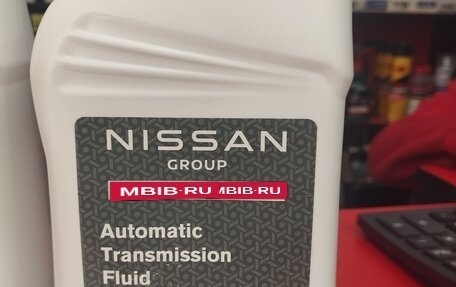 NISSAN
GROUP
MBIB-RU MBIB-RU
Automatic
Transmission
Fluid